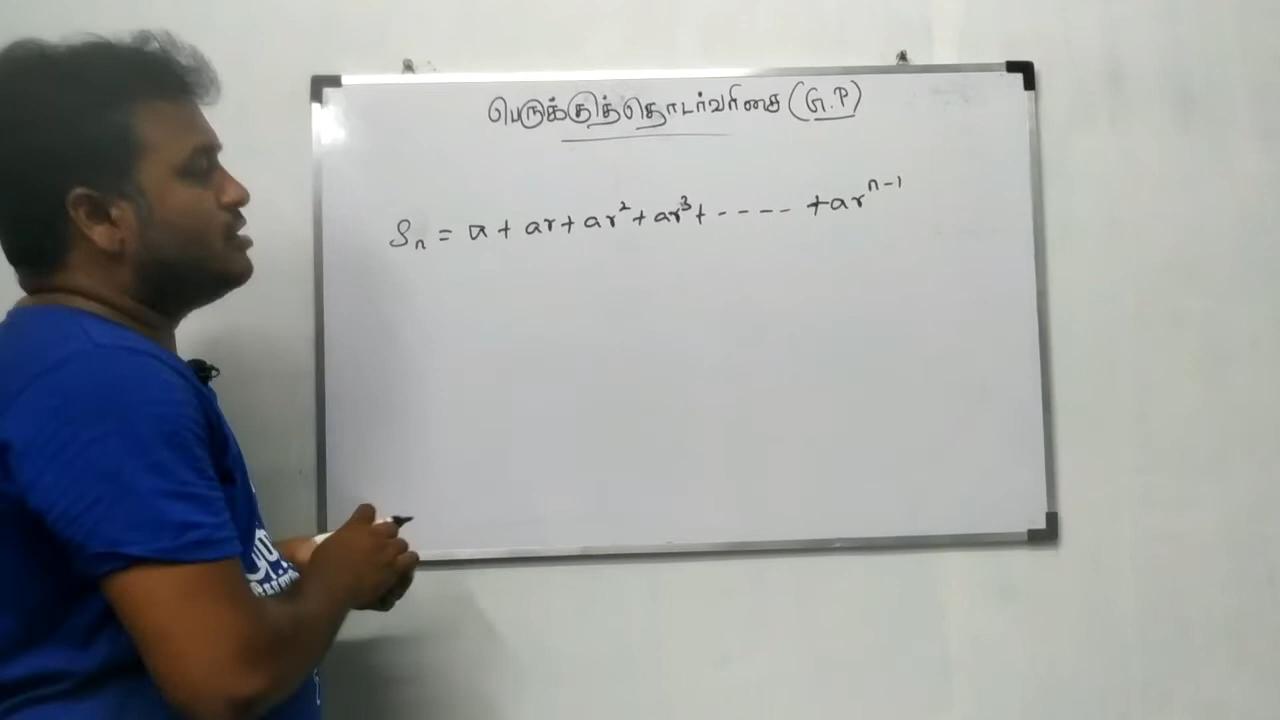 பெருக்குத்தொடர்வரிசை (G.P)
Sₙ = a + ar + ar² + ar³ + ---- + arⁿ⁻¹